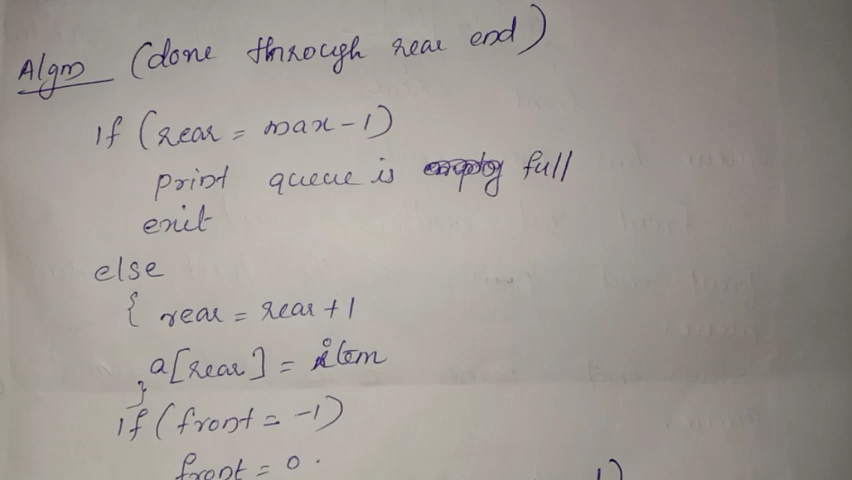 Algm (done through rear end)
if (rear = max-1)
print queue is full
exit
else
{ rear = rear+1
a[rear] = item
}
if (front = -1)
front = 0.
1)